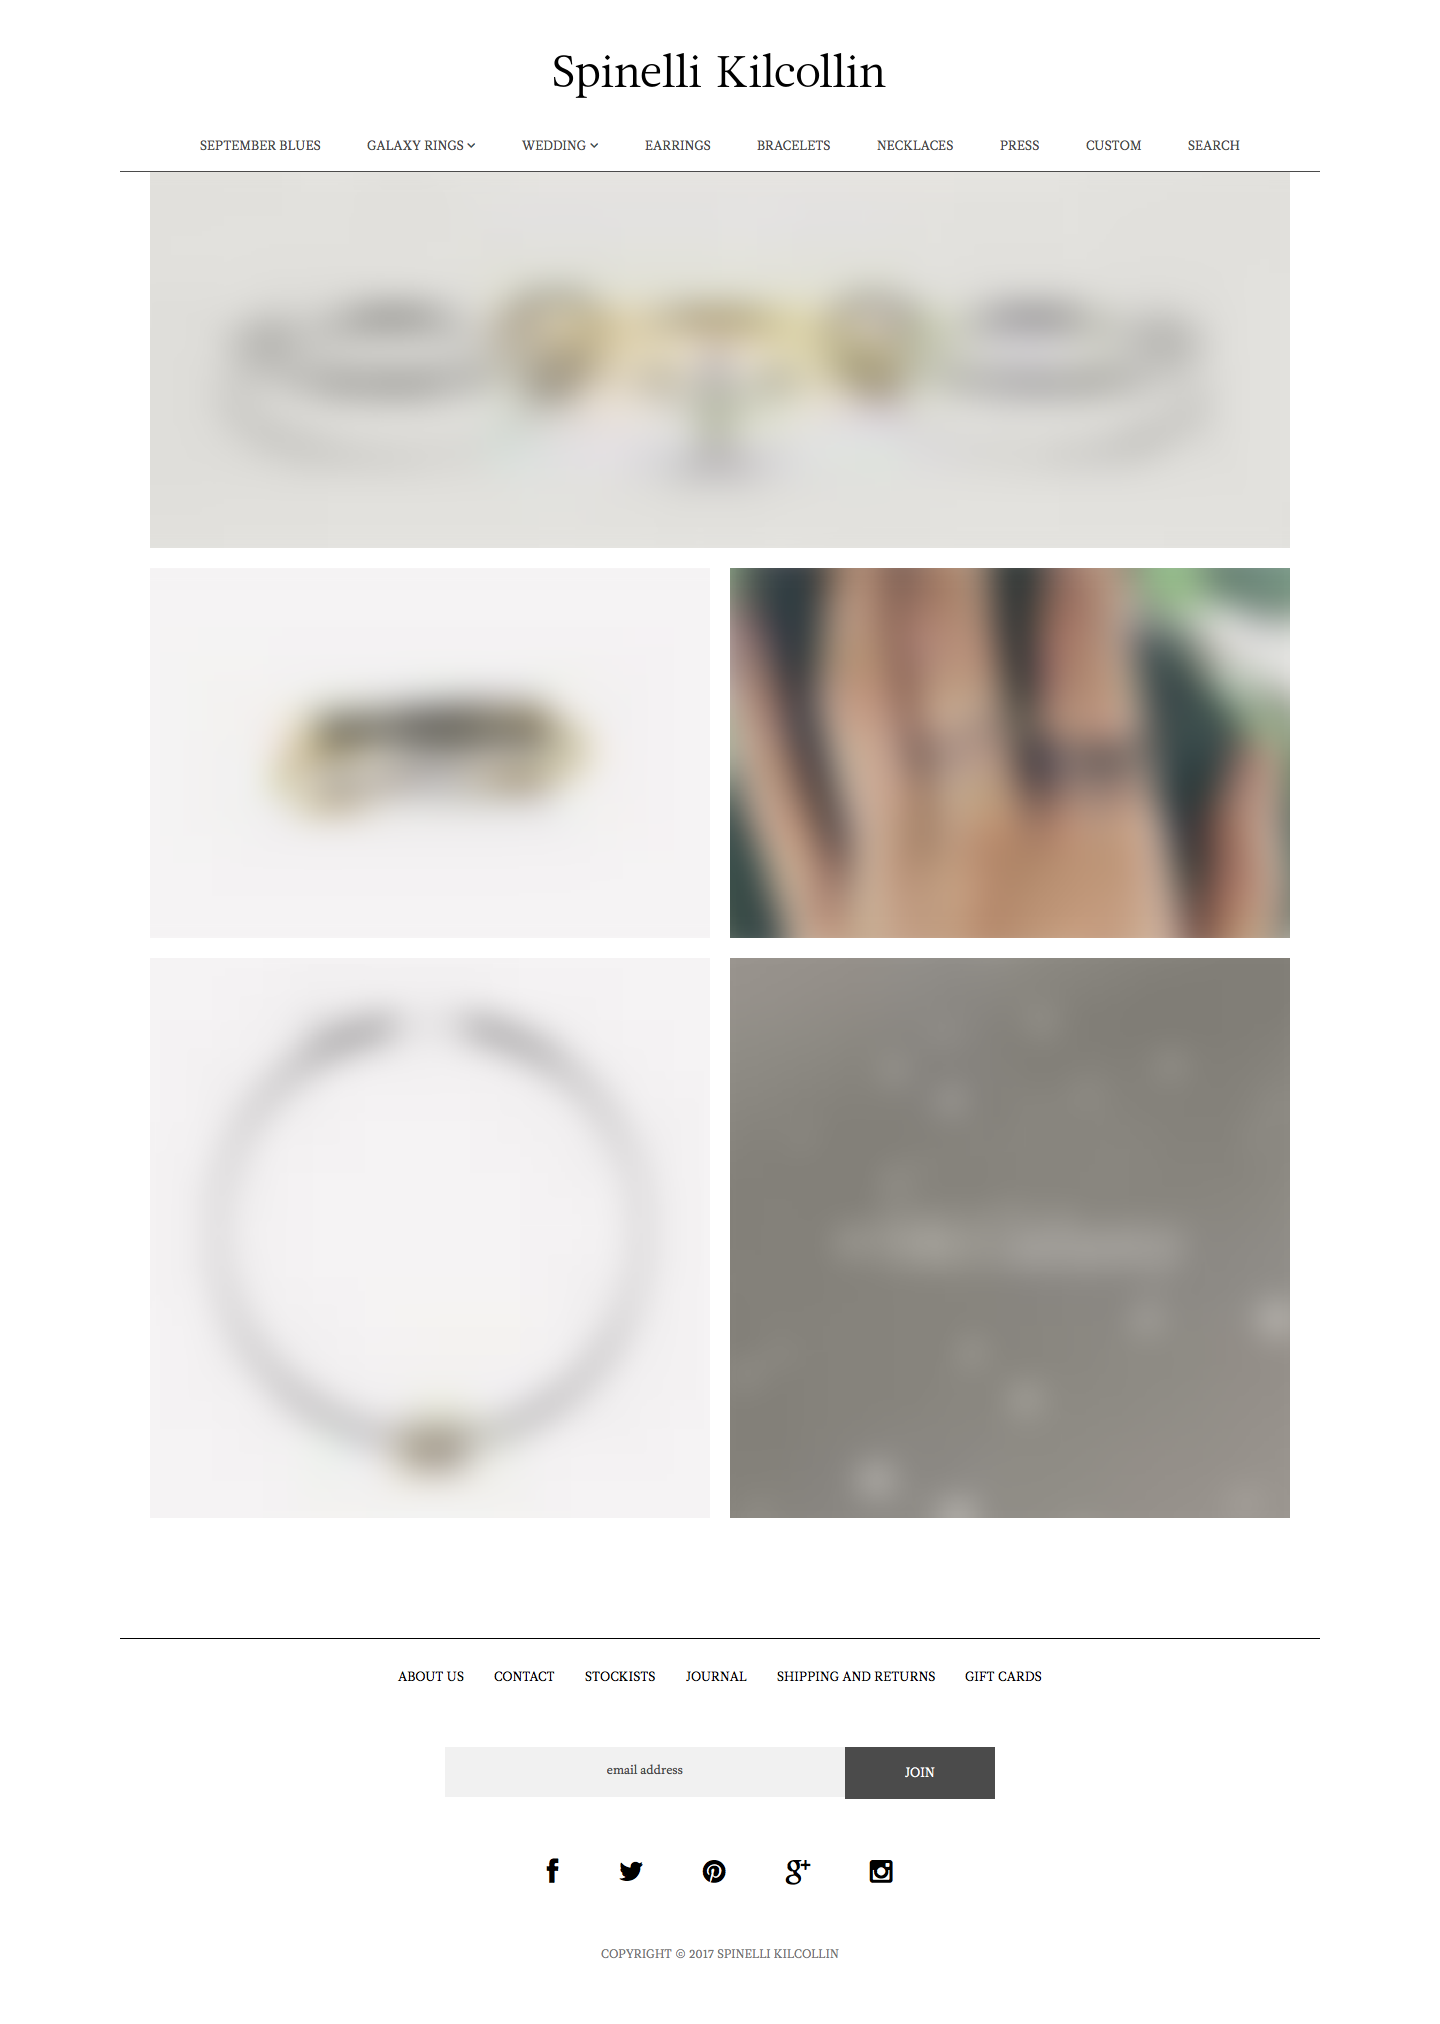 Spinelli Kilcollin
SEPTEMBER BLUES GALAXY RINGS WEDDING EARRINGS BRACELETS NECKLACES PRESS CUSTOM SEARCH
ABOUT US CONTACT STOCKISTS JOURNAL SHIPPING AND RETURNS GIFT CARDS
email address JOIN
COPYRIGHT © 2017 SPINELLI KILCOLLIN